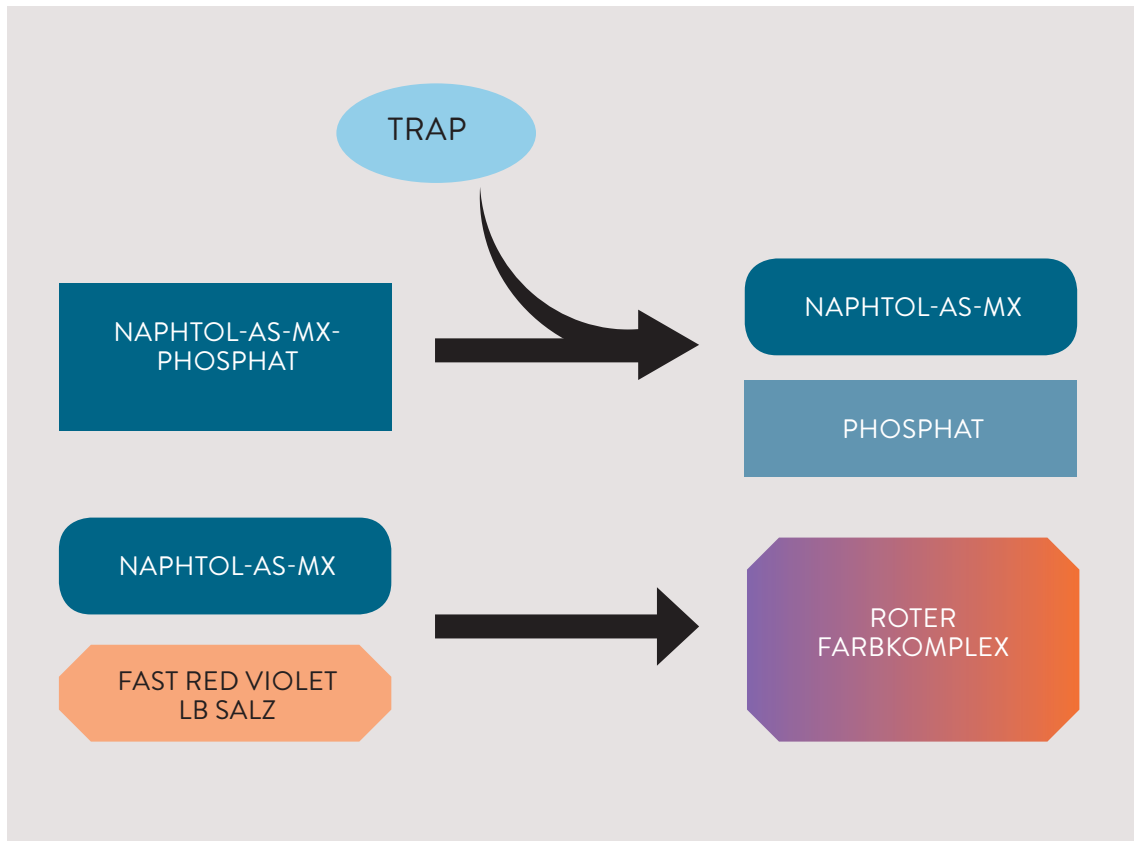 TRAP
NAPHTOL-AS-MX-
PHOSPHAT
NAPHTOL-AS-MX
PHOSPHAT
NAPHTOL-AS-MX
FAST RED VIOLET
LB SALZ
ROTER
FARBKOMPLEX